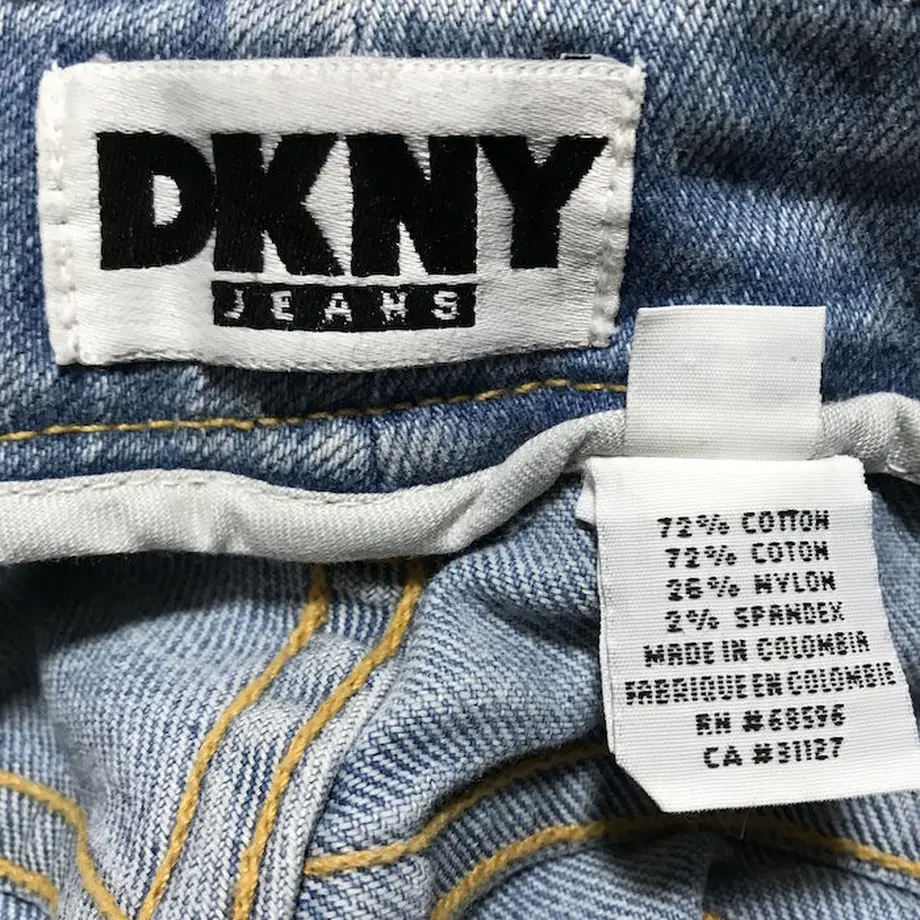 DKNY
JEANS
72% COTTON
72% COTON
26% NYLON
2% SPANDEX
MADE IN COLOMBIA
FABRIQUE EN COLOMBIE
RN #68596
CA #31127